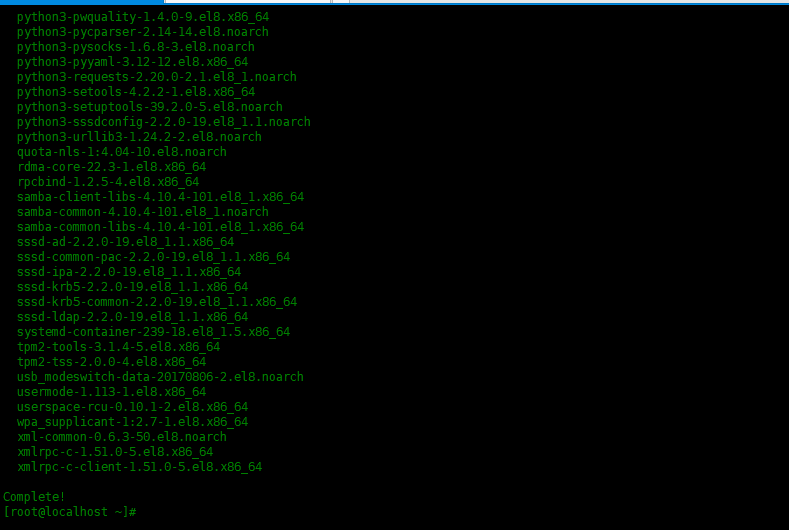 python3-pwquality-1.4.0-9.el8.x86_64
python3-pycparser-2.14-14.el8.noarch
python3-pysocks-1.6.8-3.el8.noarch
python3-pyyaml-3.12-12.el8.x86_64
python3-requests-2.20.0-2.1.el8_1.noarch
python3-setools-4.2.2-1.el8.x86_64
python3-setuptools-39.2.0-5.el8.noarch
python3-sssdconfig-2.2.0-19.el8_1.1.noarch
python3-urllib3-1.24.2-2.el8.noarch
quota-nls-1:4.04-10.el8.noarch
rdma-core-22.3-1.el8.x86_64
rpcbind-1.2.5-4.el8.x86_64
samba-client-libs-4.10.4-101.el8_1.x86_64
samba-common-4.10.4-101.el8_1.noarch
samba-common-libs-4.10.4-101.el8_1.x86_64
sssd-ad-2.2.0-19.el8_1.1.x86_64
sssd-common-pac-2.2.0-19.el8_1.1.x86_64
sssd-ipa-2.2.0-19.el8_1.1.x86_64
sssd-krb5-2.2.0-19.el8_1.1.x86_64
sssd-krb5-common-2.2.0-19.el8_1.1.x86_64
sssd-ldap-2.2.0-19.el8_1.1.x86_64
systemd-container-239-18.el8_1.5.x86_64
tpm2-tools-3.1.4-5.el8.x86_64
tpm2-tss-2.0.0-4.el8.x86_64
usb_modeswitch-data-20170806-2.el8.noarch
usermode-1.113-1.el8.x86_64
userspace-rcu-0.10.1-2.el8.x86_64
wpa_supplicant-1:2.7-1.el8.x86_64
xml-common-0.6.3-50.el8.noarch
xmlrpc-c-1.51.0-5.el8.x86_64
xmlrpc-c-client-1.51.0-5.el8.x86_64
Complete!
[root@localhost ~]#